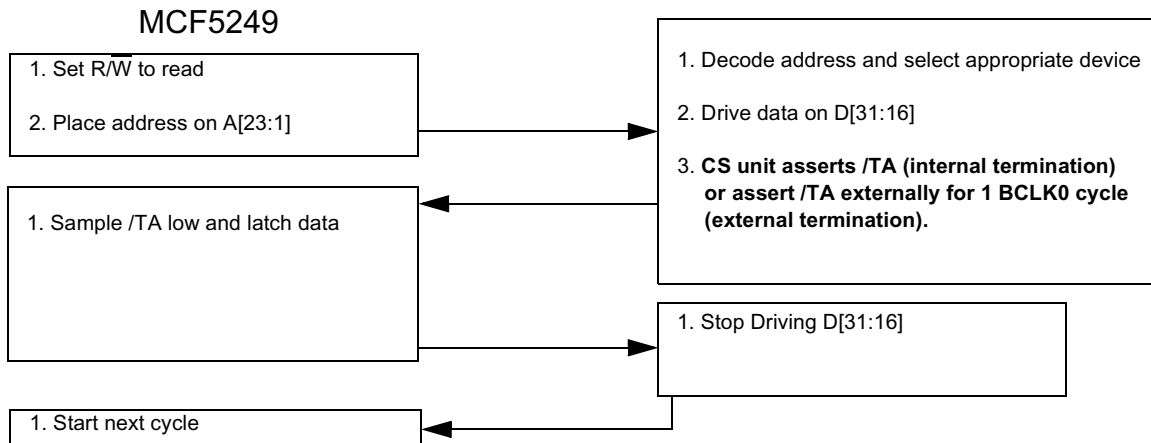 MCF5249
1. Set R/W̅ to read
2. Place address on A[23:1]
1. Decode address and select appropriate device
2. Drive data on D[31:16]
3. CS unit asserts /TA (internal termination)
or assert /TA externally for 1 BCLK0 cycle
(external termination).
1. Sample /TA low and latch data
1. Stop Driving D[31:16]
1. Start next cycle